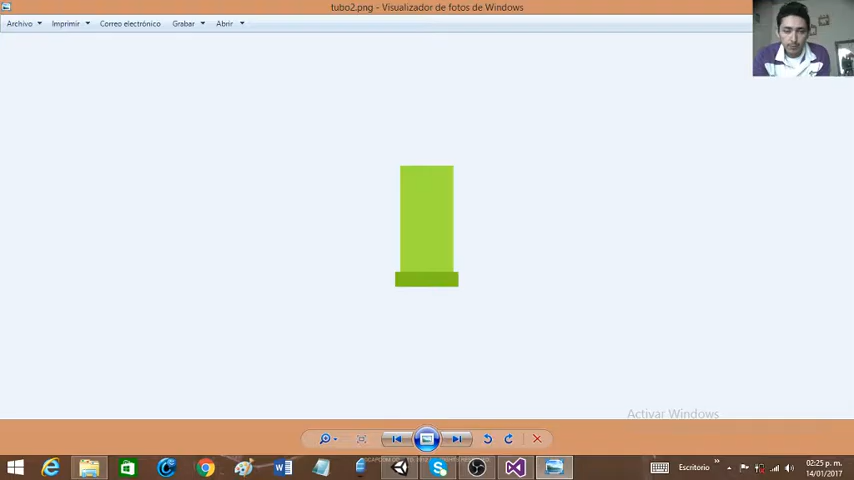 tubo2.png - Visualizador de fotos de Windows
Archivo Imprimir Correo electrónico Grabar Abrir
Activar Windows
Escritorio
02:25 p. m.
14/01/2017